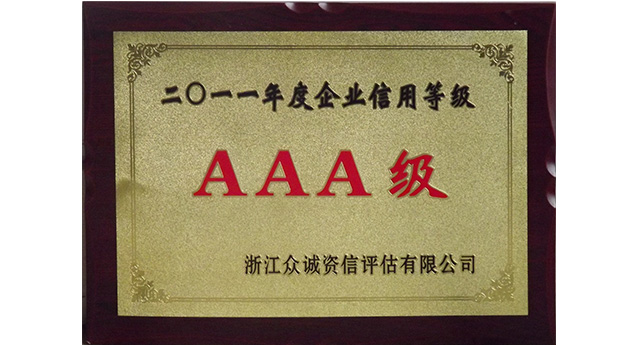 二〇一一年度企业信用等级
AAA级
浙江众诚资信评估有限公司